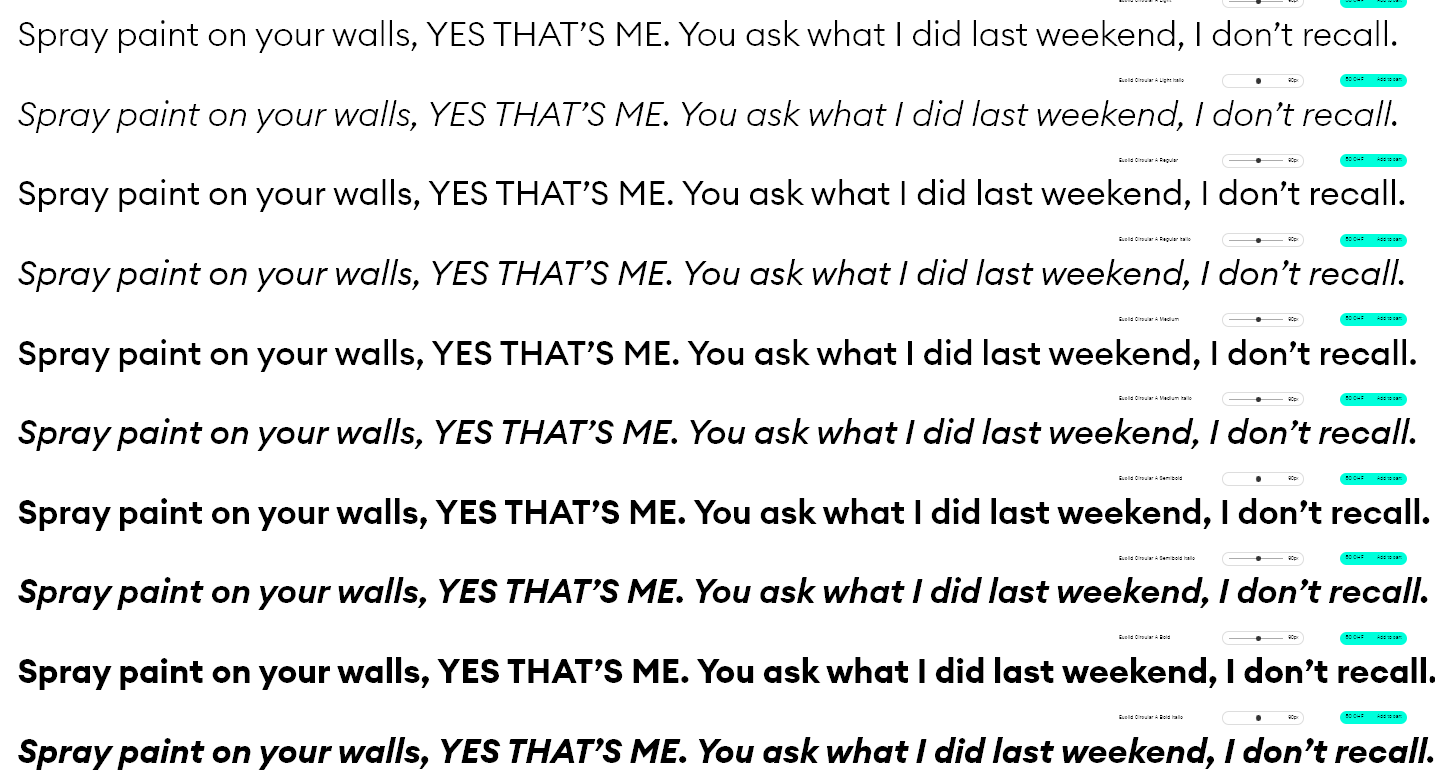 Euclid Circular A Light 50 CHF Add to cart
Spray paint on your walls, YES THAT’S ME. You ask what I did last weekend, I don’t recall.
Euclid Circular A Light Italic 90px 50 CHF Add to cart
Spray paint on your walls, YES THAT’S ME. You ask what I did last weekend, I don’t recall.
Euclid Circular A Regular 90px 50 CHF Add to cart
Spray paint on your walls, YES THAT’S ME. You ask what I did last weekend, I don’t recall.
Euclid Circular A Regular Italic 90px 50 CHF Add to cart
Spray paint on your walls, YES THAT’S ME. You ask what I did last weekend, I don’t recall.
Euclid Circular A Medium 90px 50 CHF Add to cart
Spray paint on your walls, YES THAT’S ME. You ask what I did last weekend, I don’t recall.
Euclid Circular A Medium Italic 90px 50 CHF Add to cart
Spray paint on your walls, YES THAT’S ME. You ask what I did last weekend, I don’t recall.
Euclid Circular A Semibold 90px 50 CHF Add to cart
Spray paint on your walls, YES THAT’S ME. You ask what I did last weekend, I don’t recall.
Euclid Circular A Semibold Italic 90px 50 CHF Add to cart
Spray paint on your walls, YES THAT’S ME. You ask what I did last weekend, I don’t recall.
Euclid Circular A Bold 90px 50 CHF Add to cart
Spray paint on your walls, YES THAT’S ME. You ask what I did last weekend, I don’t recall.
Euclid Circular A Bold Italic 90px 50 CHF Add to cart
Spray paint on your walls, YES THAT’S ME. You ask what I did last weekend, I don’t recall.